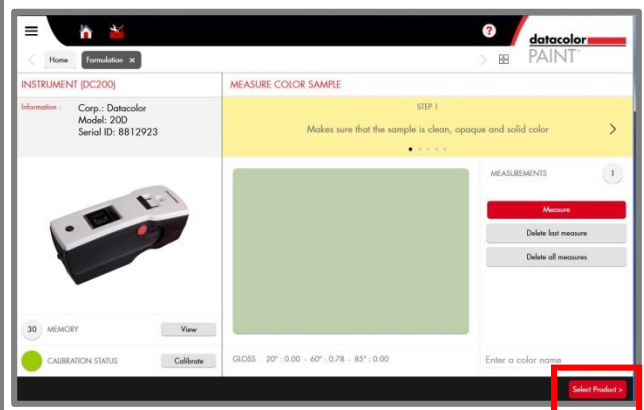 ?
datacolor
PAINT
Home
Formulation ×
INSTRUMENT (DC200)
Information :
Corp.: Datacolor
Model: 20D
Serial ID: 8812923
30 MEMORY
View
CALIBRATION STATUS
Calibrate
MEASURE COLOR SAMPLE
STEP 1
Makes sure that the sample is clean, opaque and solid color
MEASUREMENTS
1
Measure
Delete last measure
Delete all measures
GLOSS 20° : 0.00 - 60° : 0.78 - 85° : 0.00
Enter a color name
Select Product >